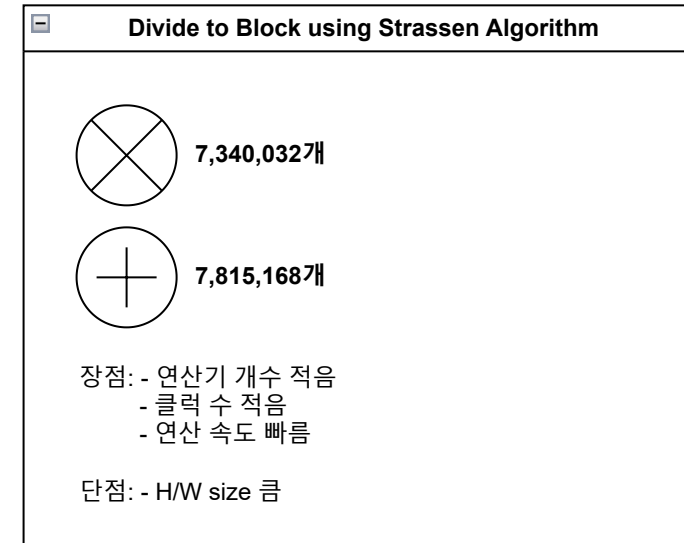 Divide to Block using Strassen Algorithm
7,340,032개
7,815,168개
장점: - 연산기 개수 적음
- 클럭 수 적음
- 연산 속도 빠름
단점: - H/W size 큼